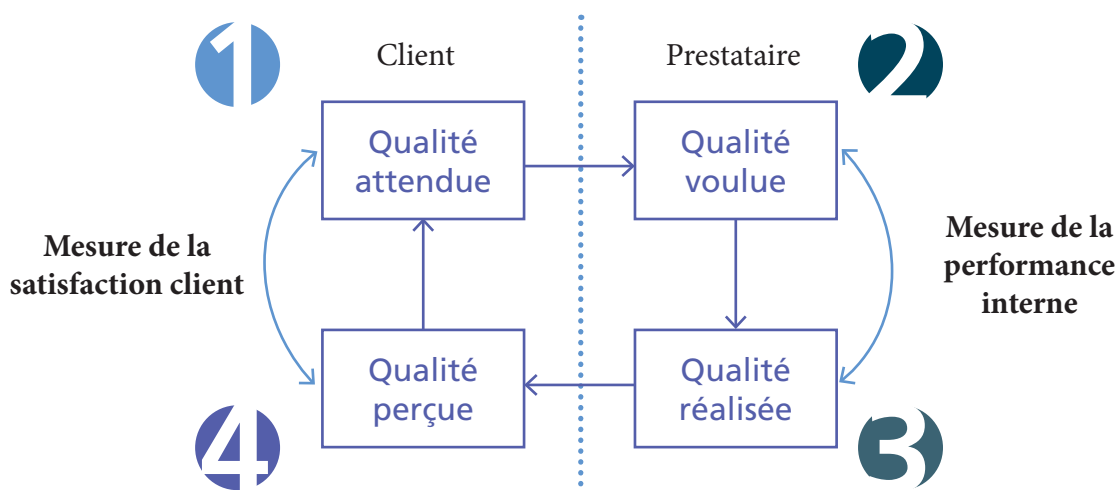 1
Client
Prestataire
2
Qualité
attendue
Qualité
voulue
Mesure de la
satisfaction client
Mesure de la
performance
interne
Qualité
perçue
Qualité
réalisée
4
3